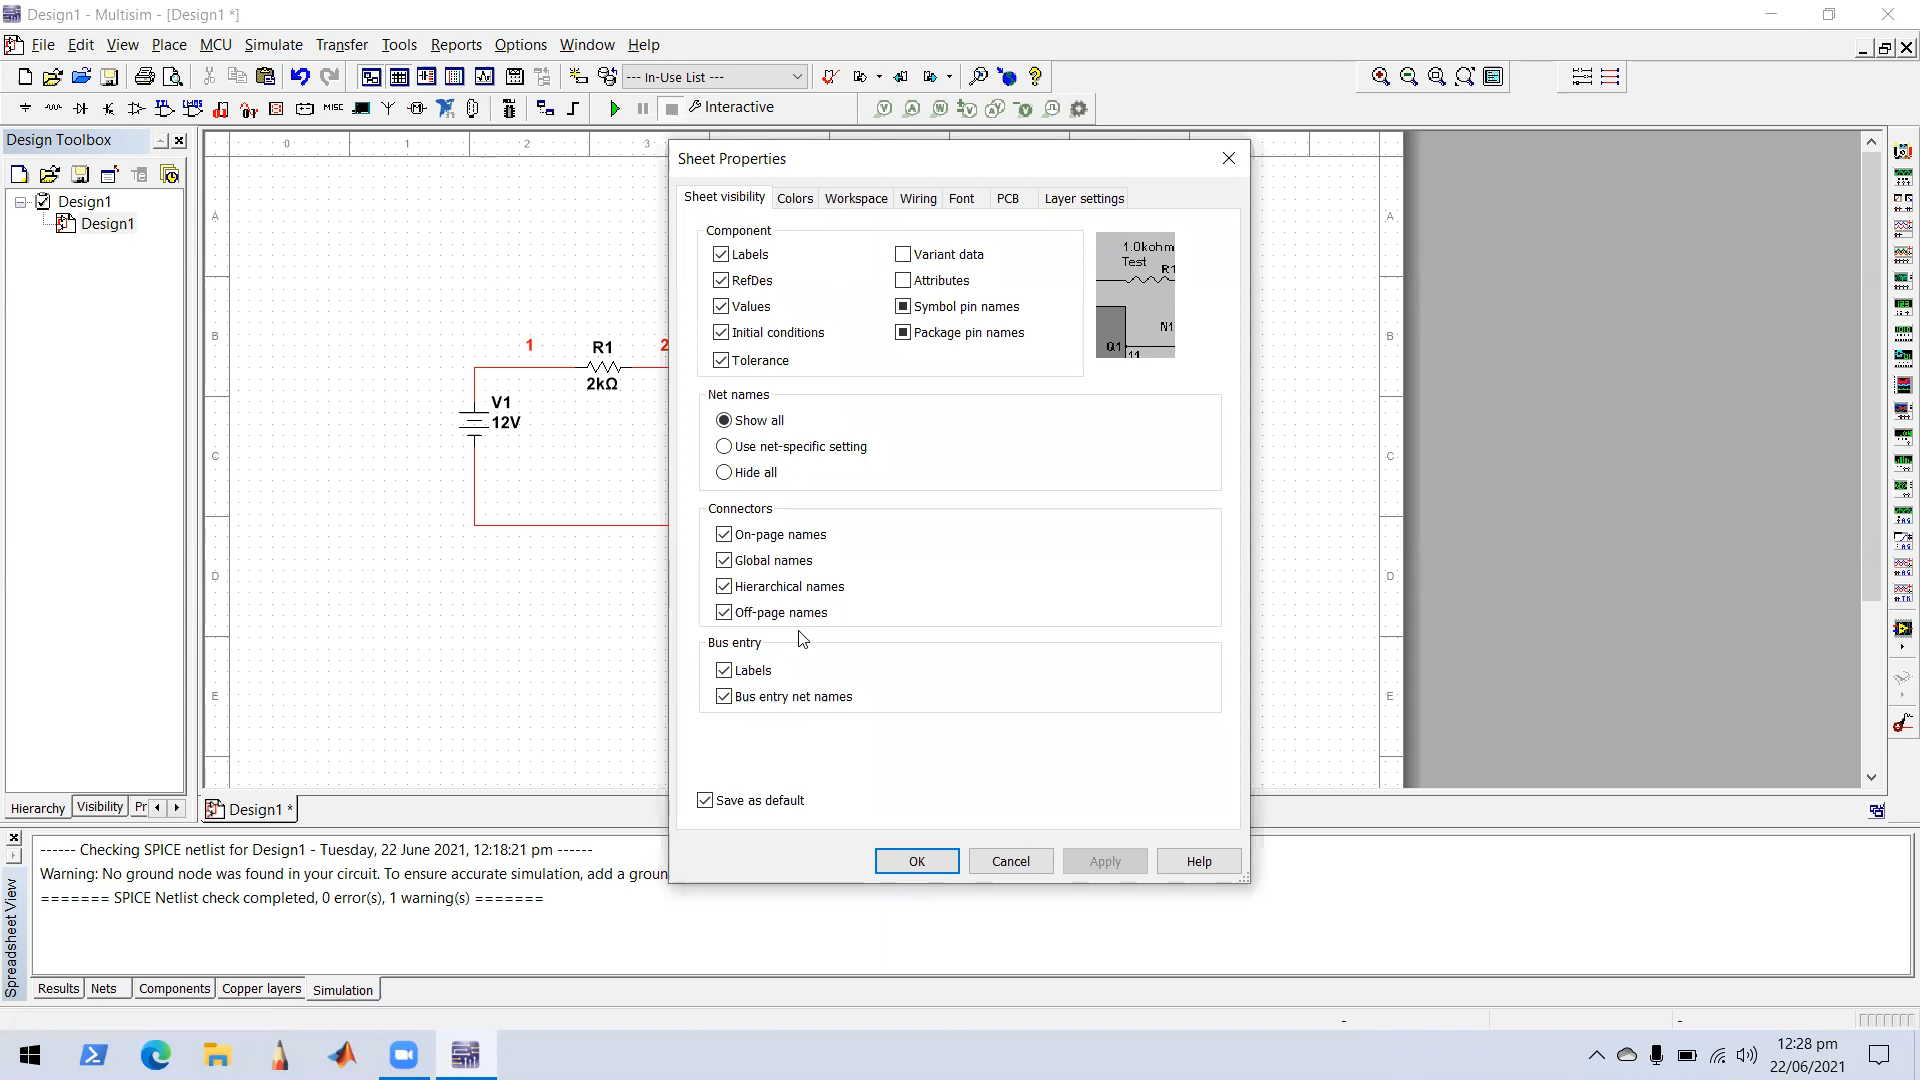 Design1 - Multisim - [Design1 *]
File Edit View Place MCU Simulate Transfer Tools Reports Options Window Help
--- In-Use List ---
MISC
Interactive
Design Toolbox
Design1
Design1
0 1 2 3
A
B
C
D
E
A
B
C
D
E
1
R1
2
2kΩ
V1
12V
Sheet Properties
Sheet visibility Colors Workspace Wiring Font PCB Layer settings
Component
Labels
RefDes
Values
Initial conditions
Tolerance
Variant data
Attributes
Symbol pin names
Package pin names
1.0kohm
Test R1
N1
Q1 11
Net names
Show all
Use net-specific setting
Hide all
Connectors
On-page names
Global names
Hierarchical names
Off-page names
Bus entry
Labels
Bus entry net names
Save as default
OK Cancel Apply Help
Hierarchy Visibility Pr
Design1 *
Spreadsheet View
------ Checking SPICE netlist for Design1 - Tuesday, 22 June 2021, 12:18:21 pm ------
Warning: No ground node was found in your circuit. To ensure accurate simulation, add a groun
======= SPICE Netlist check completed, 0 error(s), 1 warning(s) =======
Results Nets Components Copper layers Simulation
- -
12:28 pm
22/06/2021